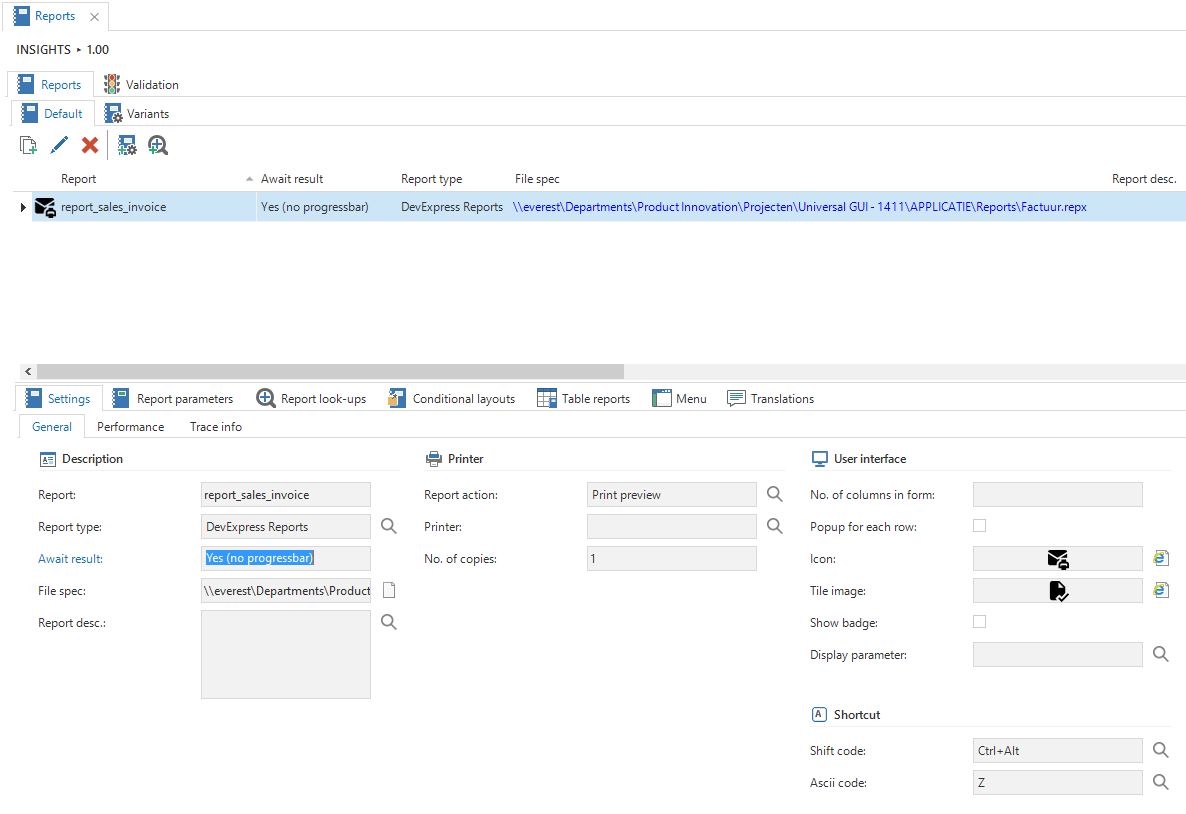 Reports
INSIGHTS ▸ 1.00
Reports Validation
Default Variants
Report Await result Report type File spec Report desc.
report_sales_invoice Yes (no progressbar) DevExpress Reports \\everest\Departments\Product Innovation\Projecten\Universal GUI - 1411\APPLICATIE\Reports\Factuur.repx
Settings Report parameters Report look-ups Conditional layouts Table reports Menu Translations
General Performance Trace info
Description Printer User interface
Report: report_sales_invoice Report action: Print preview No. of columns in form:
Report type: DevExpress Reports Printer: Popup for each row:
Await result: Yes (no progressbar) No. of copies: 1 Icon:
File spec: \\everest\Departments\Product Tile image:
Report desc.: Show badge:
Display parameter:
A Shortcut
Shift code: Ctrl+Alt
Ascii code: Z